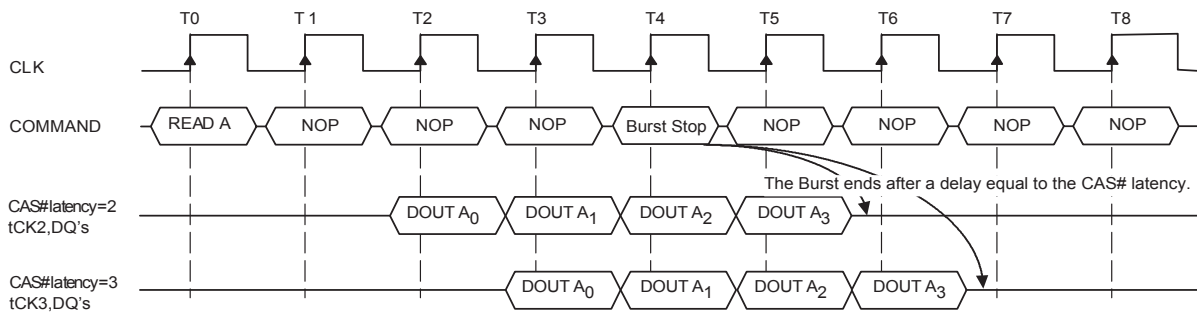 T0 T1 T2 T3 T4 T5 T6 T7 T8
CLK
COMMAND READ A NOP NOP NOP Burst Stop NOP NOP NOP NOP
The Burst ends after a delay equal to the CAS# latency.
CAS#latency=2
tCK2,DQ's
DOUT A0 DOUT A1 DOUT A2 DOUT A3
CAS#latency=3
tCK3,DQ's
DOUT A0 DOUT A1 DOUT A2 DOUT A3